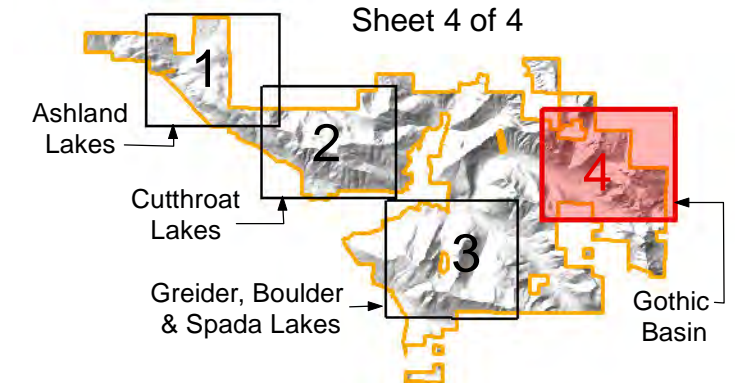 Sheet 4 of 4
1
Ashland
Lakes
2
4
Cutthroat
Lakes
3
Greider, Boulder
& Spada Lakes
Gothic
Basin